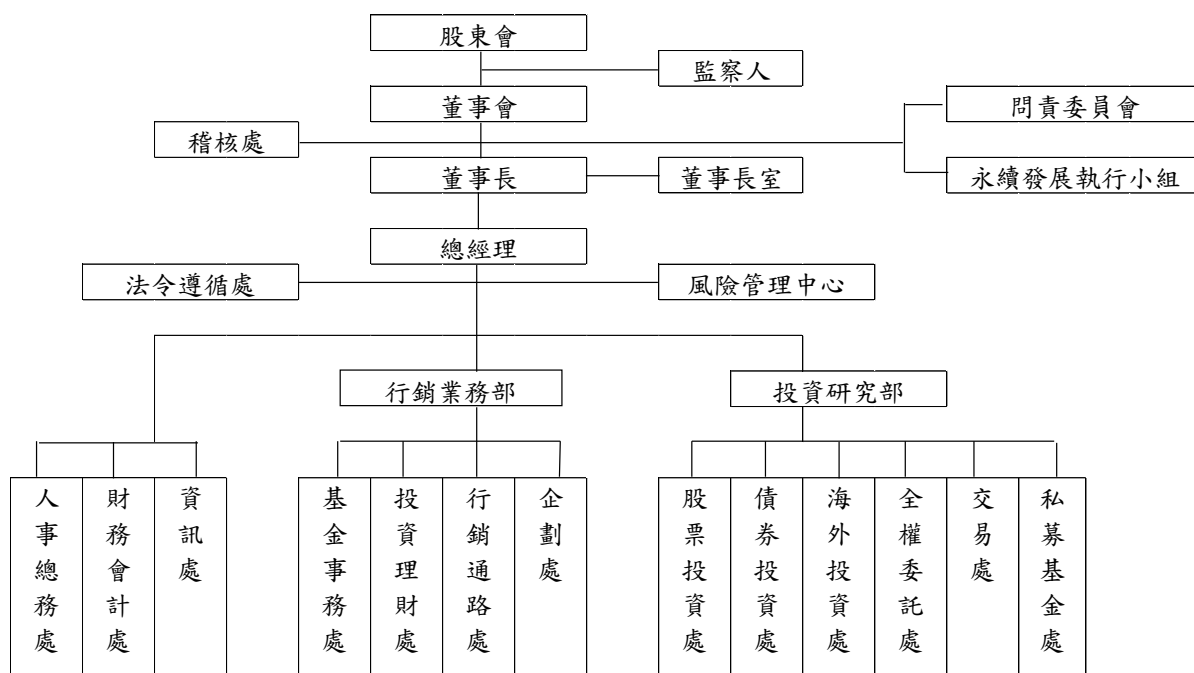 股東會
監察人
董事會
問責委員會
稽核處
董事長
董事長室
永續發展執行小組
總經理
法令遵循處
風險管理中心
行銷業務部
投資研究部
人事總務處
財務會計處
資訊處
基金事務處
投資理財處
行銷通路處
企劃處
股票投資處
債券投資處
海外投資處
全權委託處
交易處
私募基金處